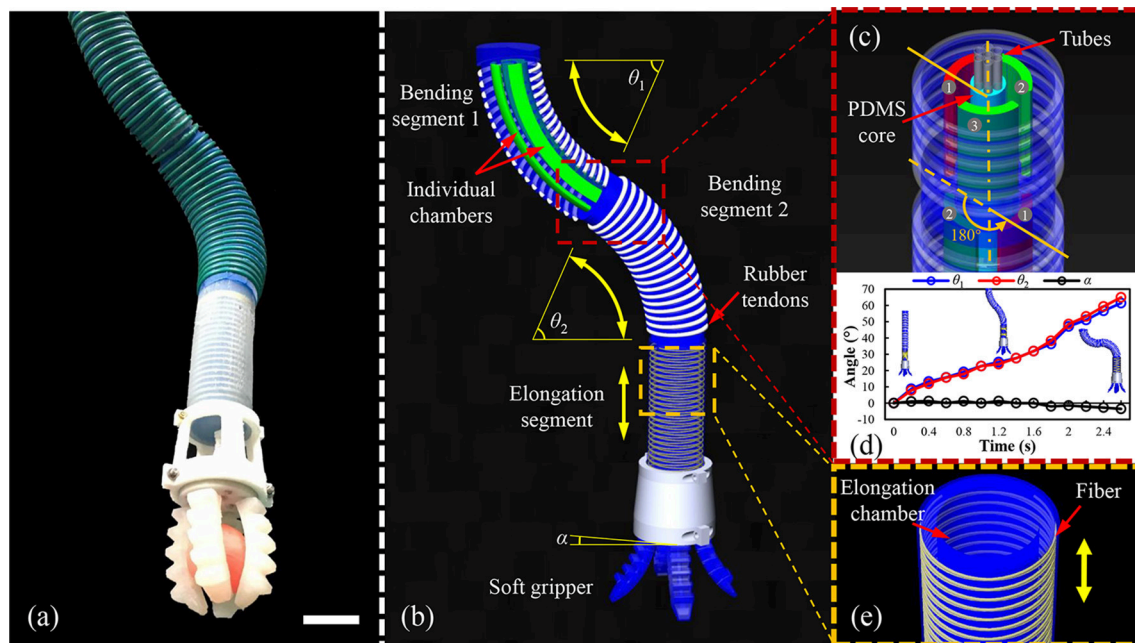 (a)
Bending
segment 1
θ1
Individual
chambers
Bending
segment 2
θ2
Rubber
tendons
Elongation
segment
α
Soft gripper
(b)
(c)
Tubes
1
2
PDMS
core
3
2
1
180°
θ1 θ2 α
Angle (°)
70
60
50
40
30
20
10
0
-10
0 0.4 0.8 1.2 1.6 2 2.4
Time (s)
(d)
Elongation
chamber
Fiber
(e)